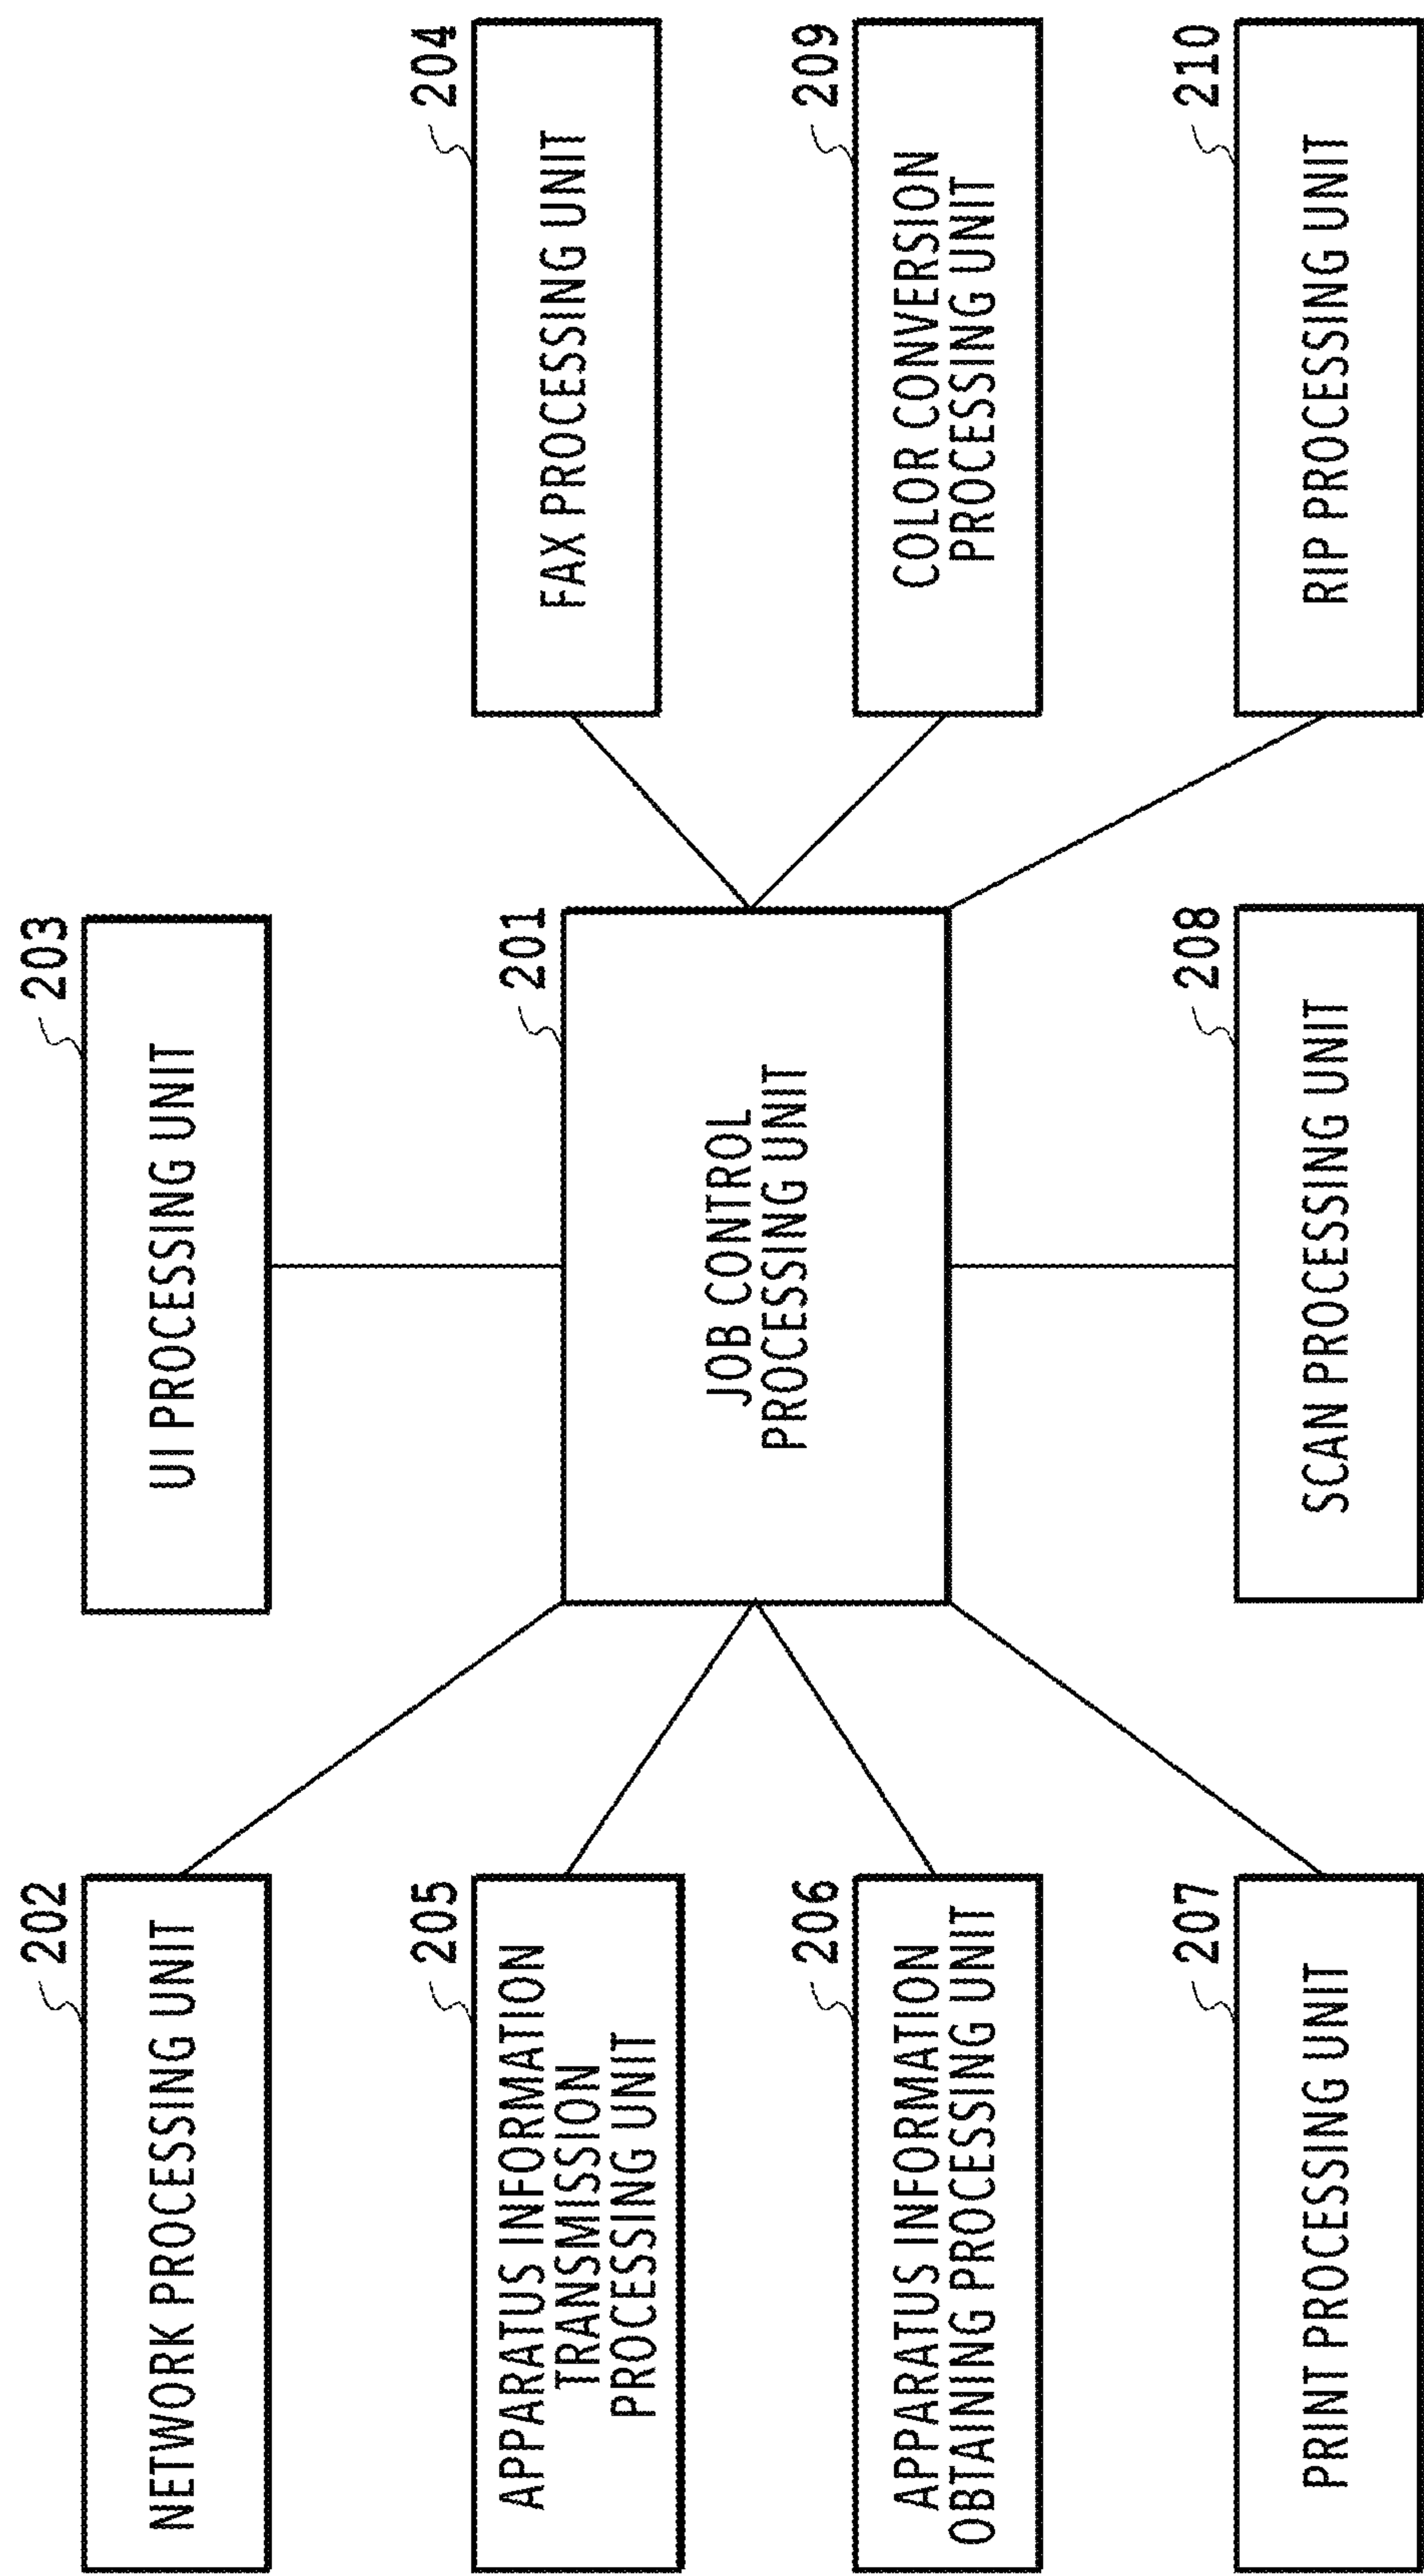 202
NETWORK PROCESSING UNIT
203
UI PROCESSING UNIT
205
APPARATUS INFORMATION
TRANSMISSION
PROCESSING UNIT
201
JOB CONTROL
PROCESSING UNIT
204
FAX PROCESSING UNIT
206
APPARATUS INFORMATION
OBTAINING PROCESSING UNIT
209
COLOR CONVERSION
PROCESSING UNIT
207
PRINT PROCESSING UNIT
208
SCAN PROCESSING UNIT
210
RIP PROCESSING UNIT